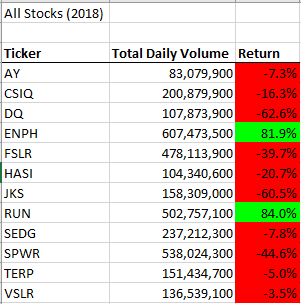 All Stocks (2018)
Ticker Total Daily Volume Return
AY 83,079,900 -7.3%
CSIQ 200,879,900 -16.3%
DQ 107,873,900 -62.6%
ENPH 607,473,500 81.9%
FSLR 478,113,900 -39.7%
HASI 104,340,600 -20.7%
JKS 158,309,000 -60.5%
RUN 502,757,100 84.0%
SEDG 237,212,300 -7.8%
SPWR 538,024,300 -44.6%
TERP 151,434,700 -5.0%
VSLR 136,539,100 -3.5%